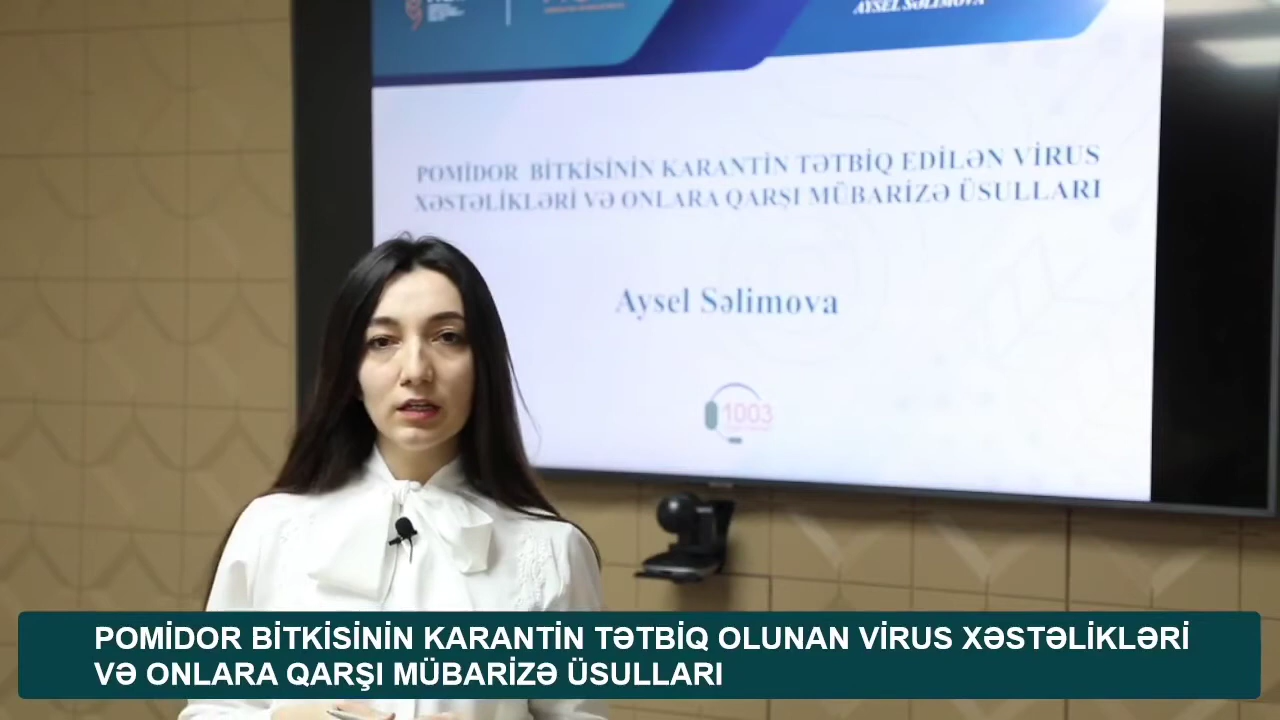 AYSEL SƏLİMOVA
POMİDOR BİTKİSİNİN KARANTİN TƏTBİQ EDİLƏN VİRUS
XƏSTƏLİKLƏRİ VƏ ONLARA QARŞI MÜBARİZƏ ÜSULLARI
Aysel Səlimova
1003
POMİDOR BİTKİSİNİN KARANTİN TƏTBİQ OLUNAN VİRUS XƏSTƏLİKLƏRİ
VƏ ONLARA QARŞI MÜBARİZƏ ÜSULLARI